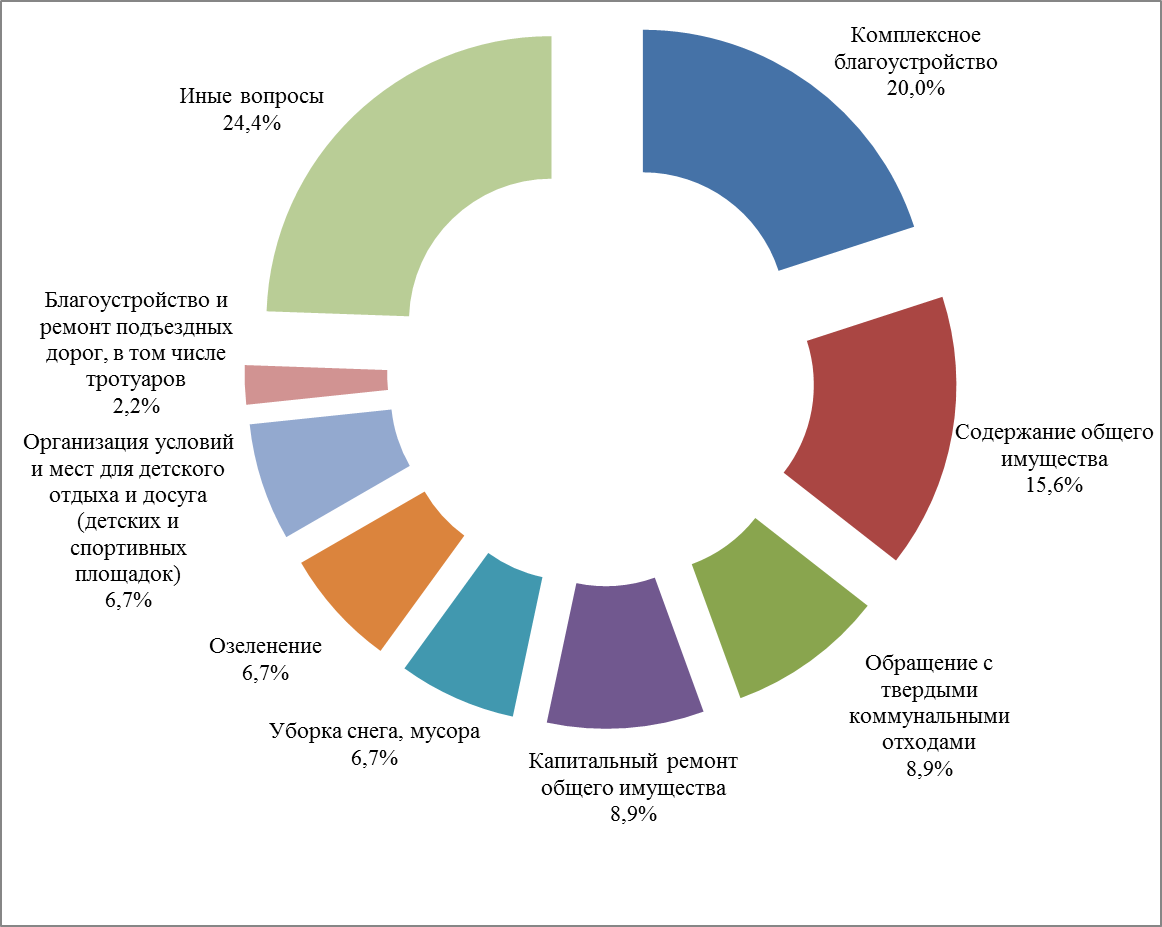 Комплексное
благоустройство
20,0%
Содержание общего
имущества
15,6%
Обращение с
твердыми
коммунальными
отходами
8,9%
Капитальный ремонт
общего имущества
8,9%
Уборка снега, мусора
6,7%
Озеленение
6,7%
Организация условий
и мест для детского
отдыха и досуга
(детских и
спортивных
площадок)
6,7%
Благоустройство и
ремонт подъездных
дорог, в том числе
тротуаров
2,2%
Иные вопросы
24,4%